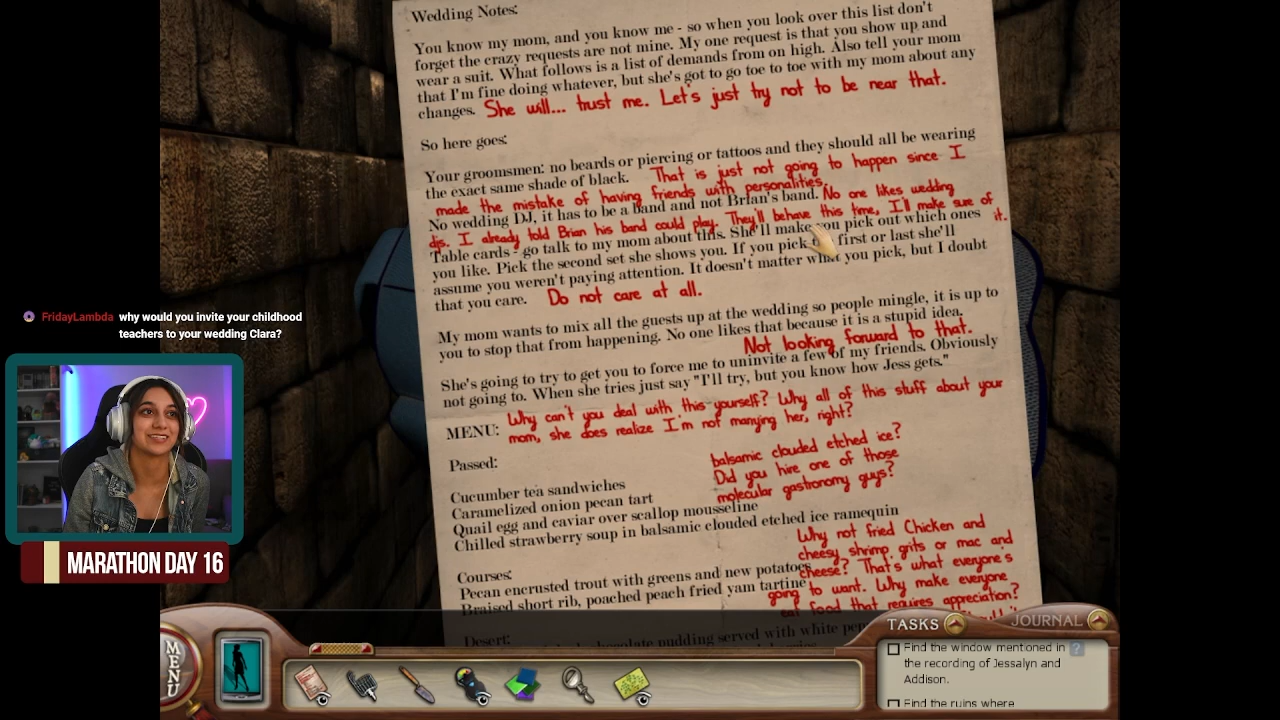 Wedding Notes:
You know my mom, and you know me - so when you look over this list don't
forget the crazy requests are not mine. My one request is that you show up and
wear a suit. What follows is a list of demands from on high. Also tell your mom
that I'm fine doing whatever, but she's got to go toe to toe with my mom about any
changes. She will... trust me. Let's just try not to be near that.
So here goes:
Your groomsmen: no beards or piercing or tattoos and they should all be wearing
the exact same shade of black. That is just not going to happen since I
made the mistake of having friends with personalities.
No wedding DJ, it has to be a band and not Brian's band. No one likes wedding
djs. I already told Brian his band could play. They'll behave this time, I'll make sure of
it.
Table cards - go talk to my mom about this. She'll make you pick out which ones
you like. Pick the second set she shows you. If you pick first or last she'll
assume you weren't paying attention. It doesn't matter what you pick, but I doubt
that you care. Do not care at all.
My mom wants to mix all the guests up at the wedding so people mingle, it is up to
you to stop that from happening. No one likes that because it is a stupid idea.
Not looking forward to that.
She's going to try to get you to force me to uninvite a few of my friends. Obviously
not going to. When she tries just say "I'll try, but you know how Jess gets."
Why can't you deal with this yourself? Why all of this stuff about your
mom, she does realize I'm not marrying her, right?
MENU:
Passed:
balsamic clouded etched ice?
Did you hire one of those
molecular gastronomy guys?
Cucumber tea sandwiches
Caramelized onion pecan tart
Quail egg and caviar over scallop mousseline
Chilled strawberry soup in balsamic clouded etched ice ramequin
Why not fried Chicken and
cheesy shrimp grits or mac and
cheese? That's what everyone's
going to want. Why make everyone
eat food that requires appreciation?
Courses:
Pecan encrusted trout with greens and new potatoes
Braised short rib, poached peach fried yam tartine
Desert:
chocolate pudding served with white
FridayLambda why would you invite your childhood
teachers to your wedding Clara?
MARATHON DAY 16
MENU
TASKS
JOURNAL
Find the window mentioned in ?
the recording of Jessalyn and
Addison.
Find the ruins where